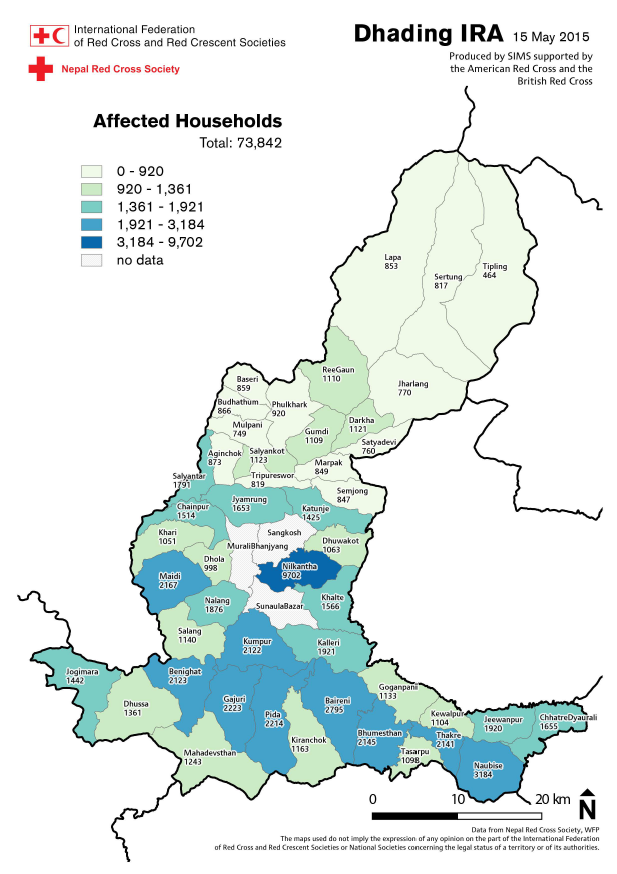 International Federation
of Red Cross and Red Crescent Societies
Nepal Red Cross Society
Dhading IRA 15 May 2015
Produced by SIMS supported by
the American Red Cross and the
British Red Cross
Affected Households
Total: 73,842
0 - 920
920 - 1,361
1,361 - 1,921
1,921 - 3,184
3,184 - 9,702
no data
Lapa
853
Sertung
817
Tipling
464
ReeGaun
1110
Jharlang
770
Baseri
859
Budhathum
866
Phulkhark
920
Mulpani
749
Darkha
1121
Gumdi
1109
Satyadevi
760
Aginchok
873
Salyankot
1123
Marpak
849
Salyantar
1791
Tripureswor
819
Semjong
847
Chainpur
1514
Jyamrung
1653
Katunje
1425
Khari
1051
Sangkosh
MuraliBhanjyang
Dhuwakot
1063
Dhola
998
Maidi
2167
Nilkantha
9702
Nalang
1876
SunaulaBazar
Khalte
1566
Salang
1140
Kumpur
2122
Kalleri
1921
Jogimara
1442
Benighat
2123
Goganpani
1133
Dhussa
1361
Gajuri
2223
Pida
2214
Baireni
2795
Kewalpur
1104
Jeewanpur
1920
ChhatreDyaurali
1655
Bhumesthan
2145
Thakre
2141
Mahadevsthan
1243
Kiranchok
1163
Tasarpu
1098
Naubise
3184
0 10 20 km
N
Data from Nepal Red Cross Society, WFP
The maps used do not imply the expression of any opinion on the part of the International Federation
of Red Cross and Red Crescent Societies or National Societies concerning the legal status of a territory or of its authorities.